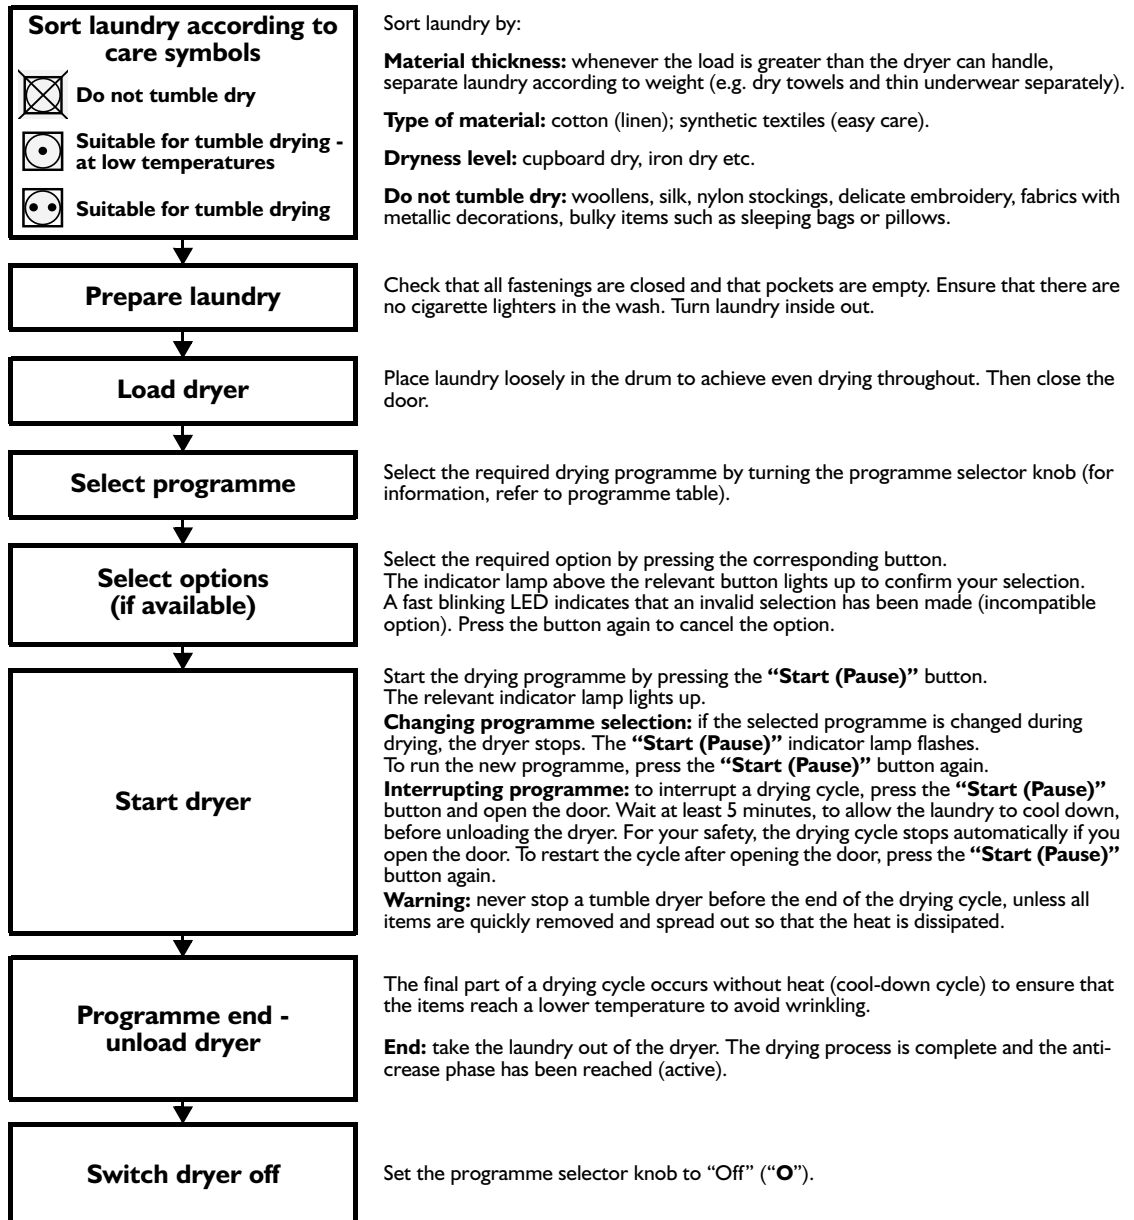 Sort laundry according to
care symbols
Do not tumble dry
Suitable for tumble drying -
at low temperatures
Suitable for tumble drying
Sort laundry by:
Material thickness: whenever the load is greater than the dryer can handle,
separate laundry according to weight (e.g. dry towels and thin underwear separately).
Type of material: cotton (linen); synthetic textiles (easy care).
Dryness level: cupboard dry, iron dry etc.
Do not tumble dry: woollens, silk, nylon stockings, delicate embroidery, fabrics with
metallic decorations, bulky items such as sleeping bags or pillows.
Prepare laundry
Check that all fastenings are closed and that pockets are empty. Ensure that there are
no cigarette lighters in the wash. Turn laundry inside out.
Load dryer
Place laundry loosely in the drum to achieve even drying throughout. Then close the
door.
Select programme
Select the required drying programme by turning the programme selector knob (for
information, refer to programme table).
Select options
(if available)
Select the required option by pressing the corresponding button.
The indicator lamp above the relevant button lights up to confirm your selection.
A fast blinking LED indicates that an invalid selection has been made (incompatible
option). Press the button again to cancel the option.
Start dryer
Start the drying programme by pressing the “Start (Pause)” button.
The relevant indicator lamp lights up.
Changing programme selection: if the selected programme is changed during
drying, the dryer stops. The “Start (Pause)” indicator lamp flashes.
To run the new programme, press the “Start (Pause)” button again.
Interrupting programme: to interrupt a drying cycle, press the “Start (Pause)”
button and open the door. Wait at least 5 minutes, to allow the laundry to cool down,
before unloading the dryer. For your safety, the drying cycle stops automatically if you
open the door. To restart the cycle after opening the door, press the “Start (Pause)”
button again.
Warning: never stop a tumble dryer before the end of the drying cycle, unless all
items are quickly removed and spread out so that the heat is dissipated.
Programme end -
unload dryer
The final part of a drying cycle occurs without heat (cool-down cycle) to ensure that
the items reach a lower temperature to avoid wrinkling.
End: take the laundry out of the dryer. The drying process is complete and the anti-
crease phase has been reached (active).
Switch dryer off
Set the programme selector knob to “Off” (“O”).